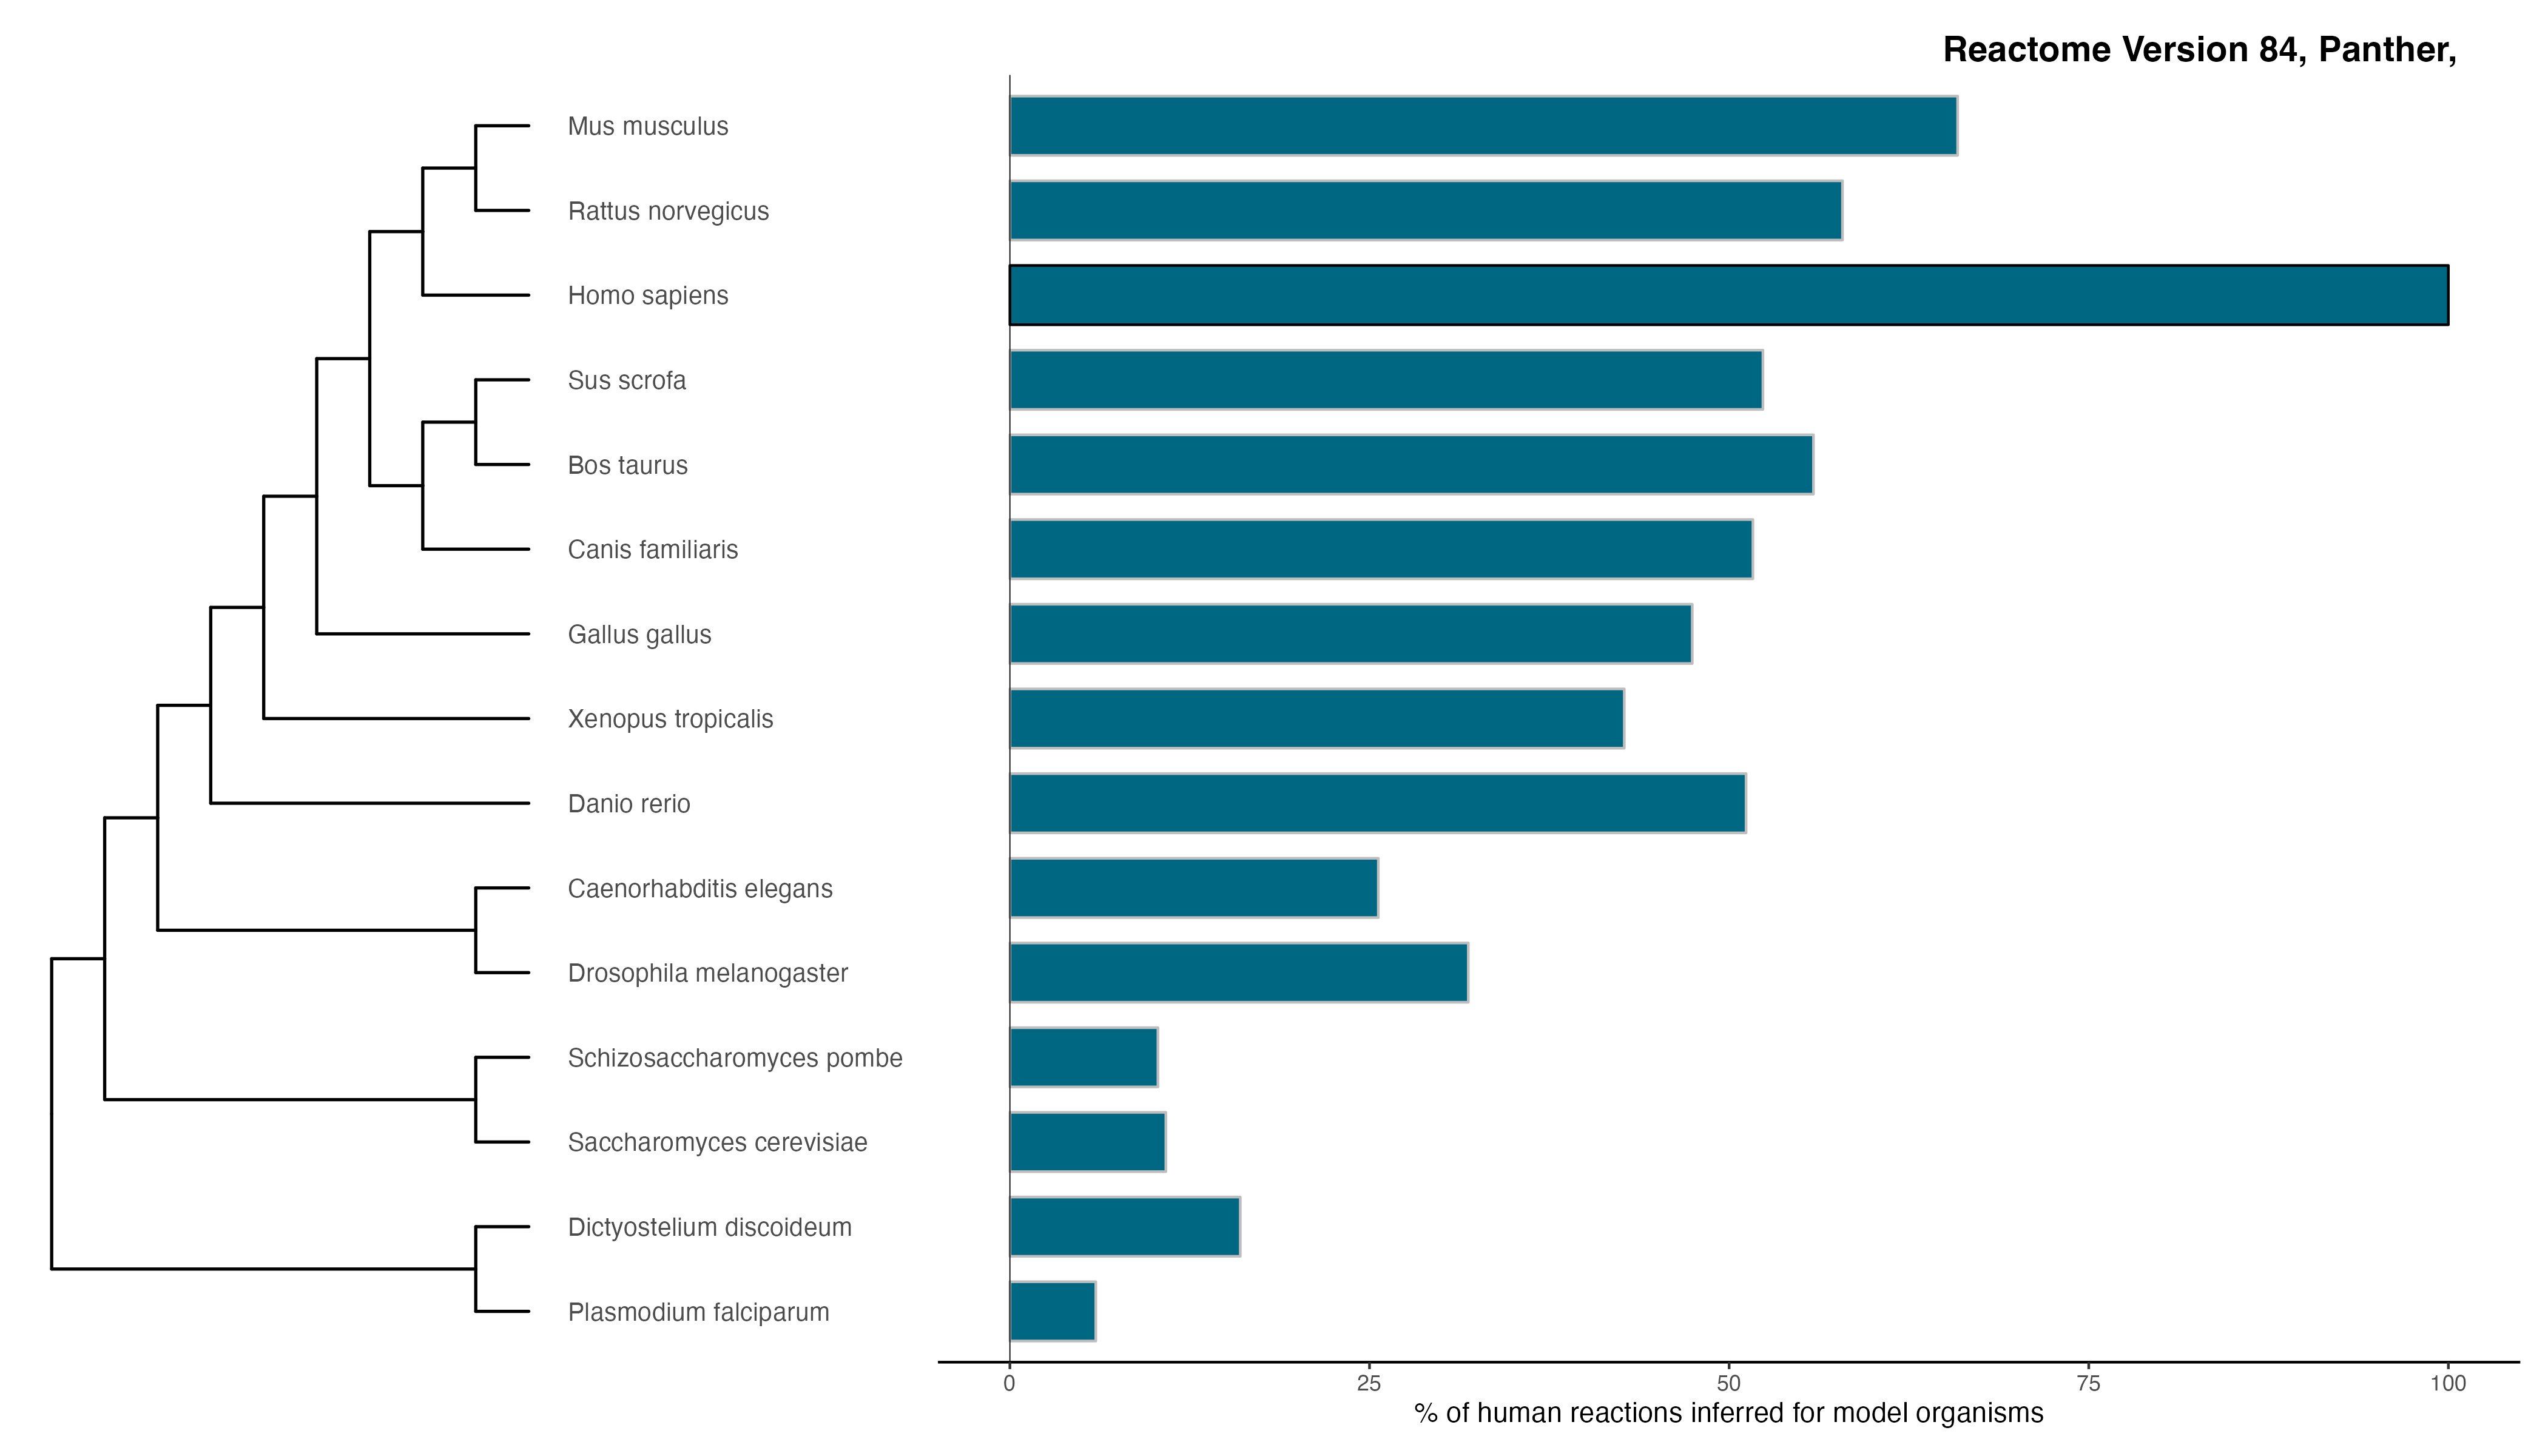 Reactome Version 84, Panther,
Mus musculus
Rattus norvegicus
Homo sapiens
Sus scrofa
Bos taurus
Canis familiaris
Gallus gallus
Xenopus tropicalis
Danio rerio
Caenorhabditis elegans
Drosophila melanogaster
Schizosaccharomyces pombe
Saccharomyces cerevisiae
Dictyostelium discoideum
Plasmodium falciparum
0 25 50 75 100
% of human reactions inferred for model organisms